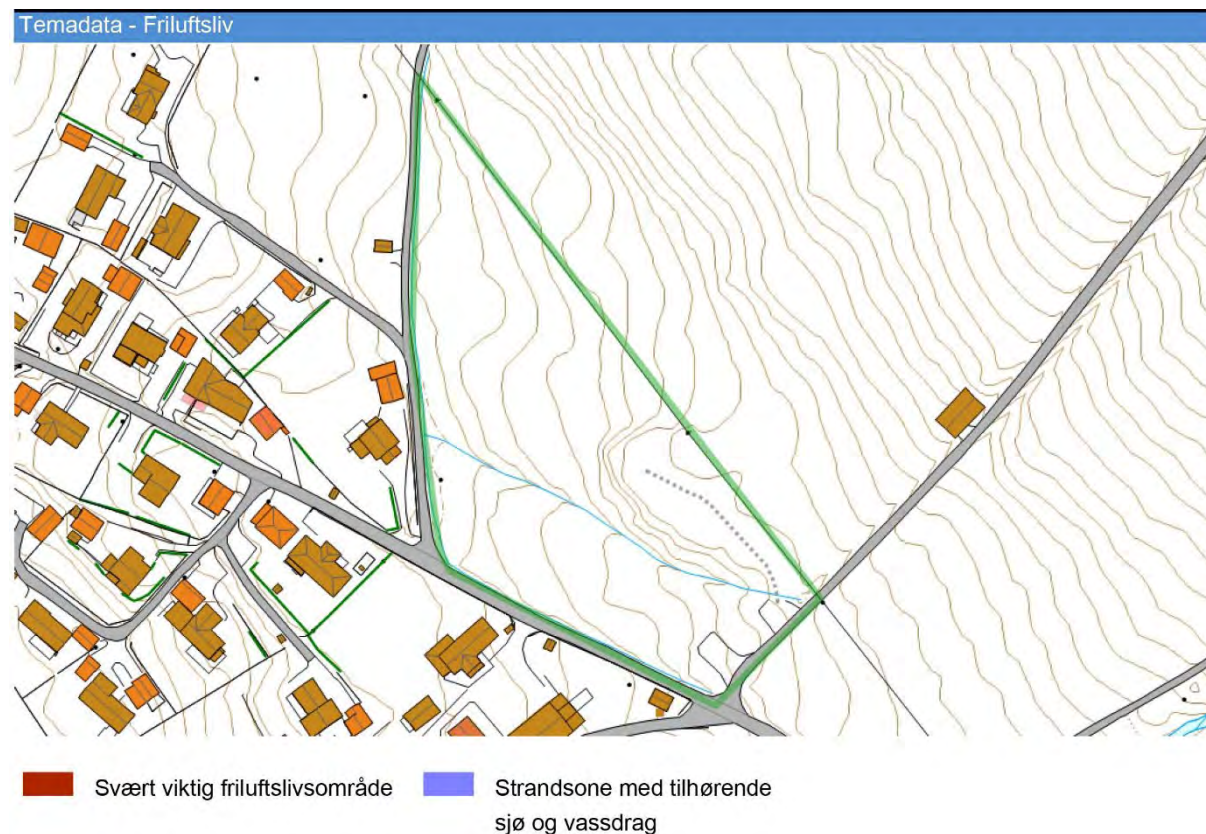 Temadata - Friluftsliv
Svært viktig friluftslivsområde
Strandsone med tilhørende
sjø og vassdrag